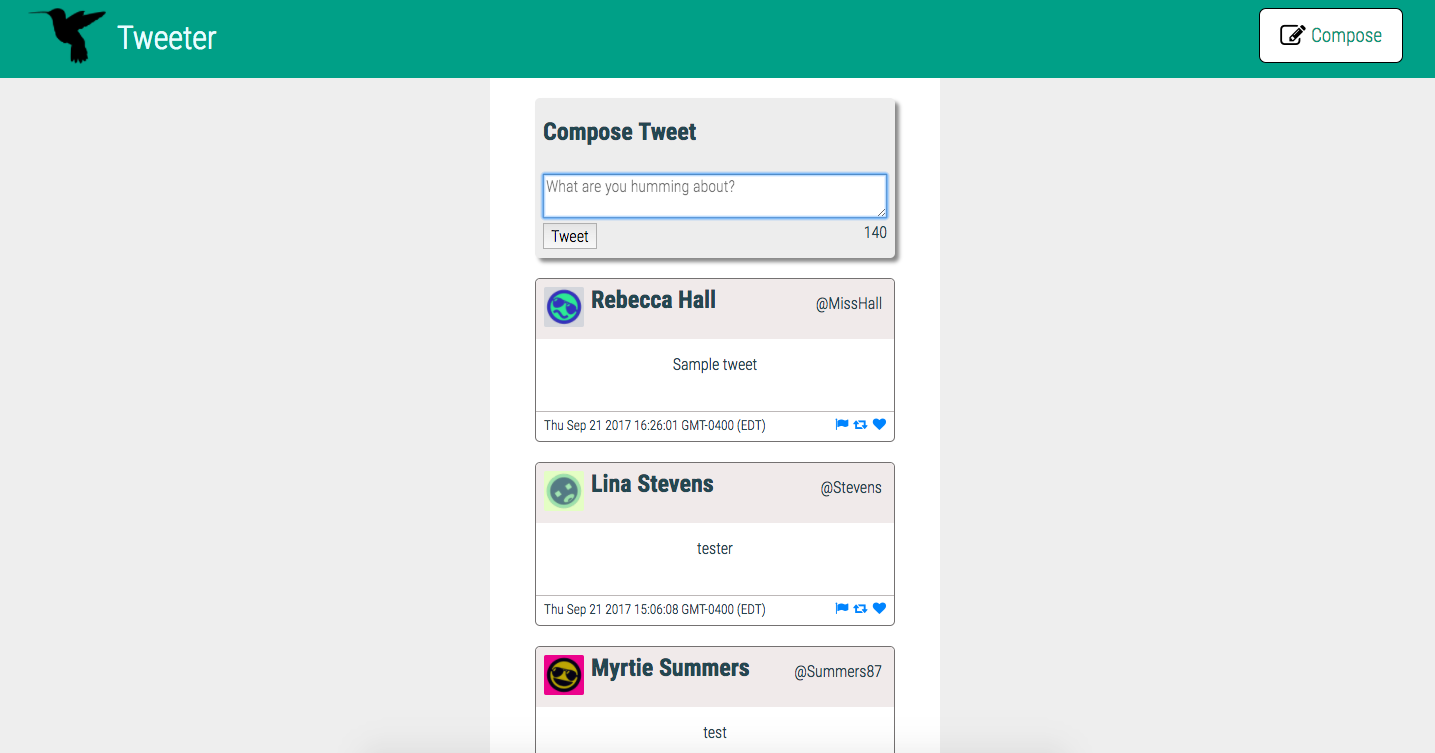 Tweeter
Compose
Compose Tweet
What are you humming about?
Tweet
140
Rebecca Hall
@MissHall
Sample tweet
Thu Sep 21 2017 16:26:01 GMT-0400 (EDT)
Lina Stevens
@Stevens
tester
Thu Sep 21 2017 15:06:08 GMT-0400 (EDT)
Myrtie Summers
@Summers87
test